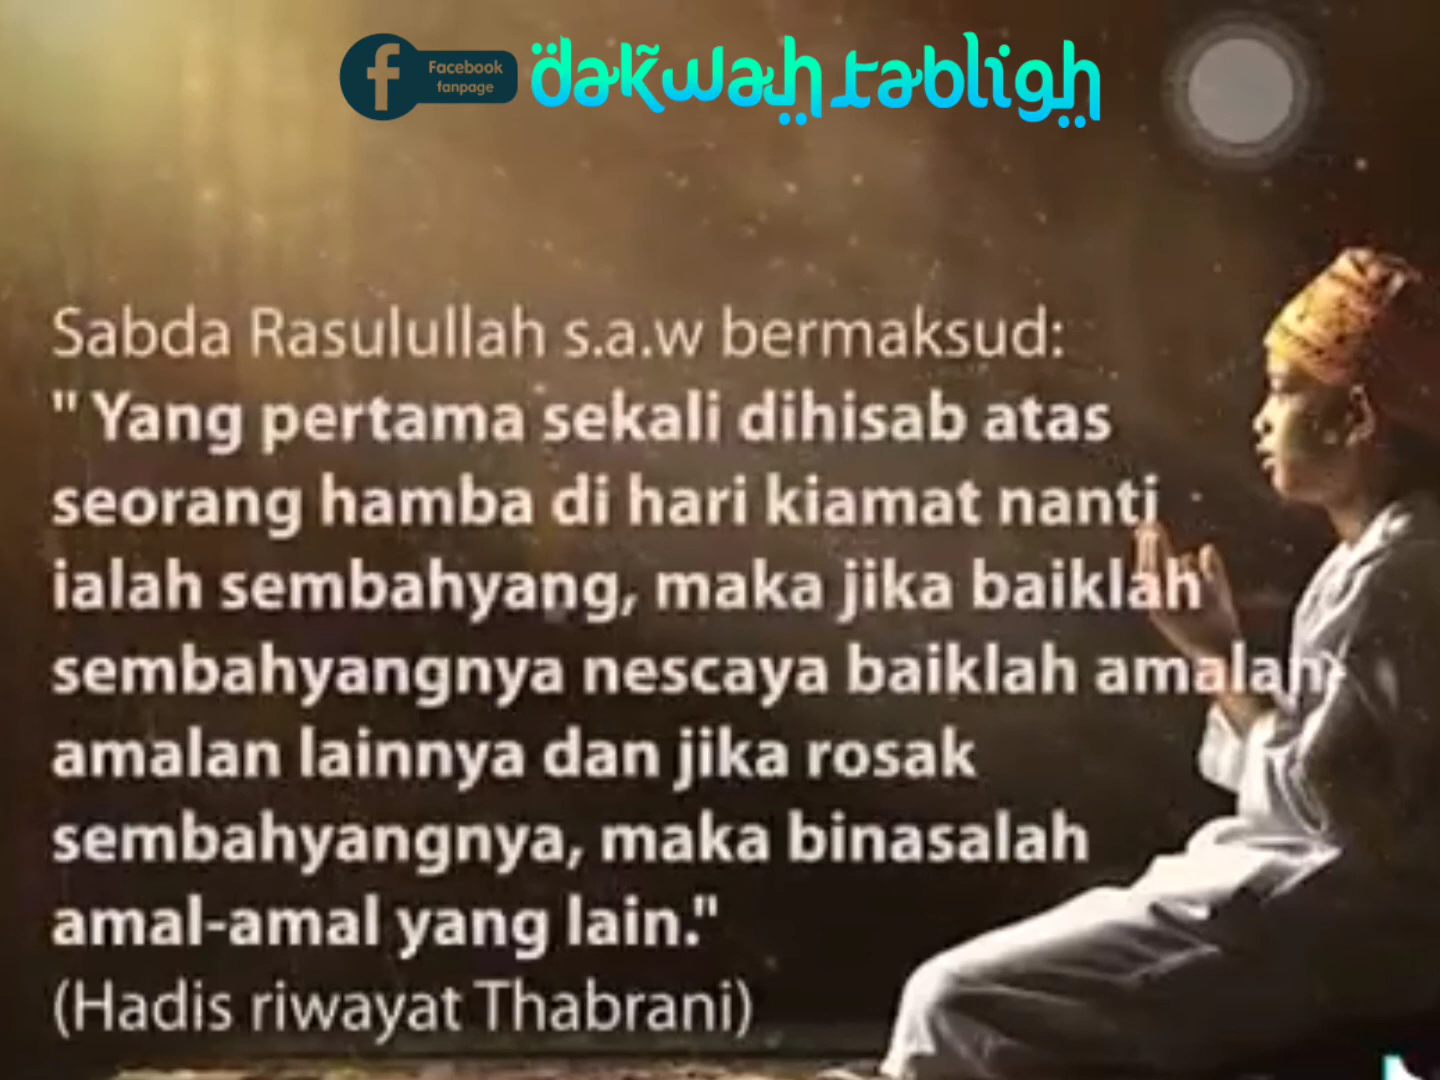 Facebook
fanpage
dakwah tabligh
Sabda Rasulullah s.a.w bermaksud:
" Yang pertama sekali dihisab atas
seorang hamba di hari kiamat nanti
ialah sembahyang, maka jika baiklah
sembahyangnya nescaya baiklah amalan-
amalan lainnya dan jika rosak
sembahyangnya, maka binasalah
amal-amal yang lain."
(Hadis riwayat Thabrani)